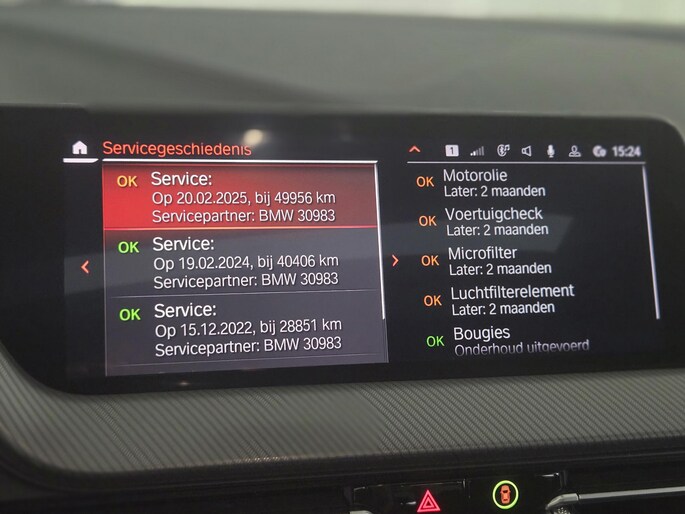 Servicegeschiedenis
1
15:24
OK Service:
Op 20.02.2025, bij 49956 km
Servicepartner: BMW 30983
OK Service:
Op 19.02.2024, bij 40406 km
Servicepartner: BMW 30983
OK Service:
Op 15.12.2022, bij 28851 km
Servicepartner: BMW 30983
OK Motorolie
Later: 2 maanden
OK Voertuigcheck
Later: 2 maanden
OK Microfilter
Later: 2 maanden
OK Luchtfilterelement
Later: 2 maanden
OK Bougies
Onderhoud uitgevoerd